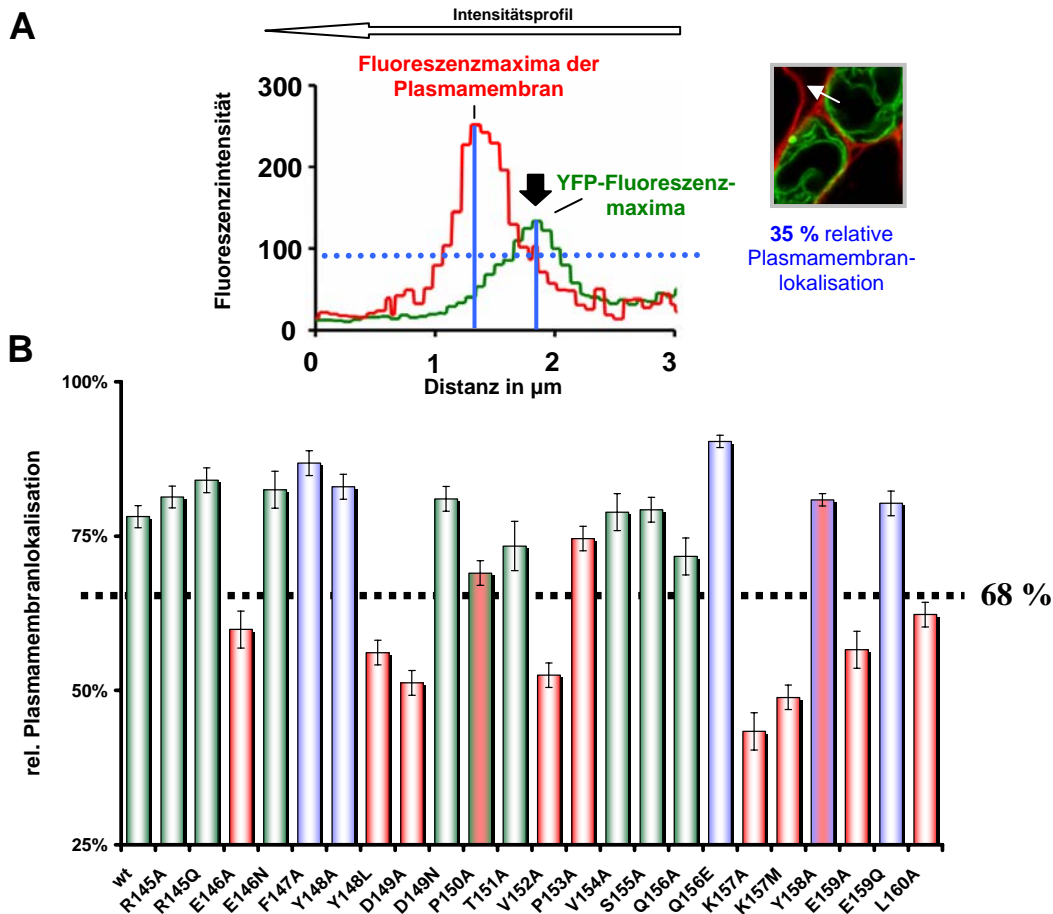 A
Intensitätsprofil
Fluoreszenzmaxima der
Plasmamembran
Fluoreszenzintensität
300
200
100
0
YFP-Fluoreszenz-
maxima
0
1
2
3
Distanz in µm
35 % relative
Plasmamembran-
lokalisation
B
rel. Plasmamembranlokalisation
100%
75%
50%
25%
68 %
wt
R145A
R145Q
E146A
E146N
F147A
Y148A
Y148L
D149A
D149N
P150A
T151A
V152A
P153A
V154A
S155A
Q156A
Q156E
K157A
K157M
Y158A
E159A
E159Q
L160A